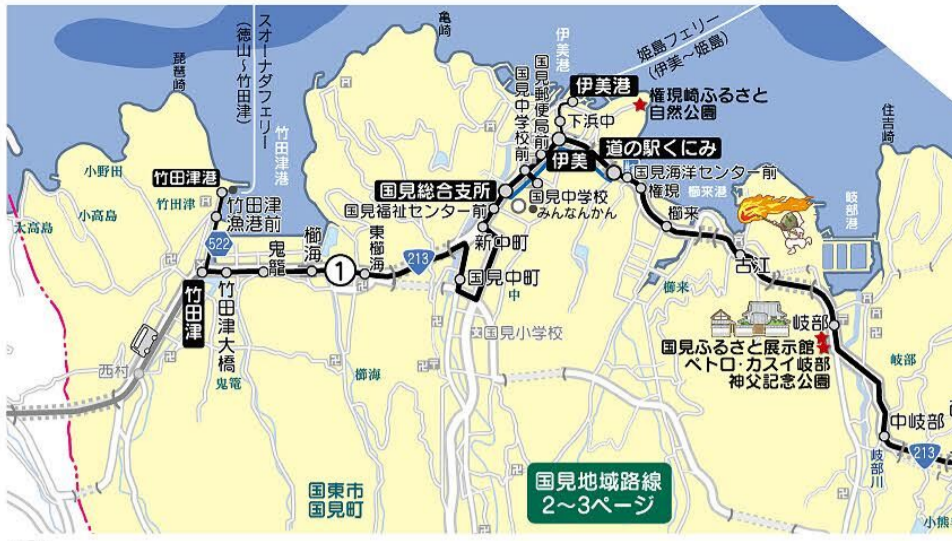 琵琶崎
スオーナダフェリー
(徳山〜竹田津)
竹田津港
亀崎
伊美港
姫島フェリー
(伊美〜姫島)
伊美港
下浜中
権現崎ふるさと
自然公園
住吉崎
国見郵便局前
国見中学校前
伊美
道の駅くにみ
国見海洋センター前
権現
櫛来港
櫛来
古江
岐部港
小野田
竹田津港
竹田津
竹田津
漁港前
小高島
太高島
522
国見総合支所
国見福祉センター前
国見中学校
みんなんかん
新中町
国見中町
中
213
東櫛海
1
櫛海
鬼籠
竹田津
竹田津大橋
西村
鬼篭
櫛海
国見小学校
櫛来
岐部
国見ふるさと展示館
ペトロ・カスイ岐部
神父記念公園
岐部
中岐部
213
岐部川
国東市
国見町
国見地域路線
2〜3ページ